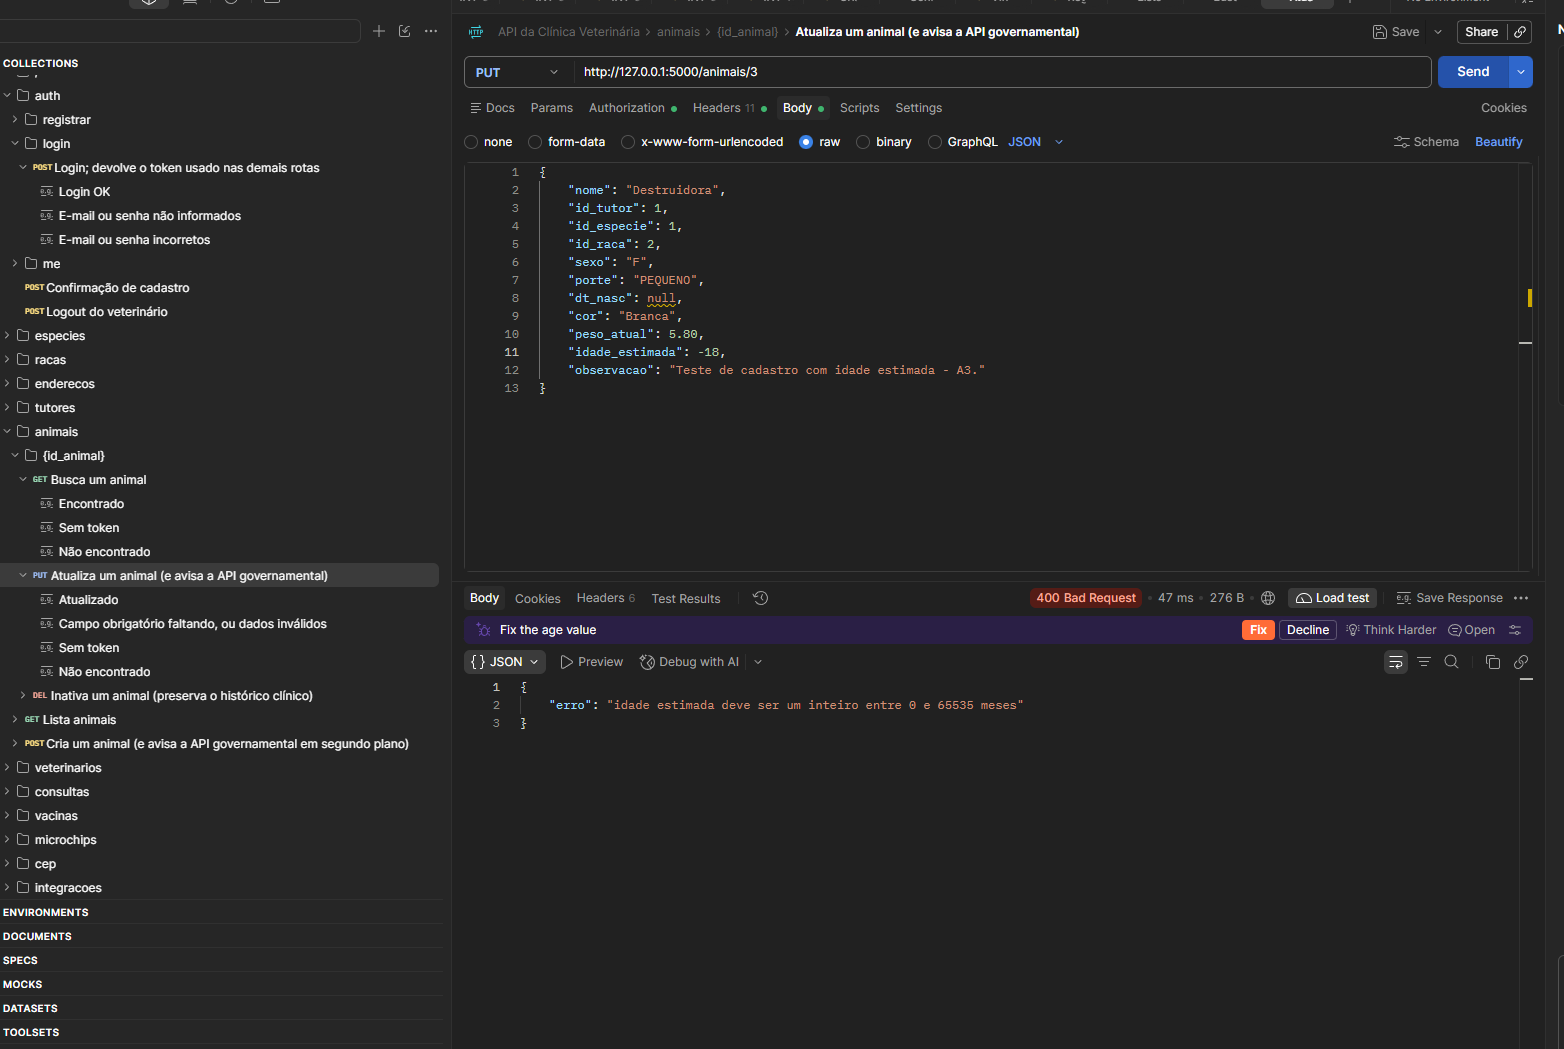 COLLECTIONS
auth
registrar
login
POST Login; devolve o token usado nas demais rotas
e.g. Login OK
e.g. E-mail ou senha não informados
e.g. E-mail ou senha incorretos
me
POST Confirmação de cadastro
POST Logout do veterinário
especies
racas
enderecos
tutores
animais
{id_animal}
GET Busca um animal
e.g. Encontrado
e.g. Sem token
e.g. Não encontrado
PUT Atualiza um animal (e avisa a API governamental)
e.g. Atualizado
e.g. Campo obrigatório faltando, ou dados inválidos
e.g. Sem token
e.g. Não encontrado
DEL Inativa um animal (preserva o histórico clínico)
GET Lista animais
POST Cria um animal (e avisa a API governamental em segundo plano)
veterinarios
consultas
vacinas
microchips
cep
integracoes
ENVIRONMENTS
DOCUMENTS
SPECS
MOCKS
DATASETS
TOOLSETS
HTTP API da Clínica Veterinária > animais > {id_animal} > Atualiza um animal (e avisa a API governamental) Save Share
PUT http://127.0.0.1:5000/animais/3 Send
Docs Params Authorization Headers 11 Body Scripts Settings Cookies
none form-data x-www-form-urlencoded raw binary GraphQL JSON Schema Beautify
1 {
2 "nome": "Destruidora",
3 "id_tutor": 1,
4 "id_especie": 1,
5 "id_raca": 2,
6 "sexo": "F",
7 "porte": "PEQUENO",
8 "dt_nasc": null,
9 "cor": "Branca",
10 "peso_atual": 5.80,
11 "idade_estimada": -18,
12 "observacao": "Teste de cadastro com idade estimada - A3."
13 }
Body Cookies Headers 6 Test Results 400 Bad Request • 47 ms • 276 B Load test e.g. Save Response
Fix the age value Fix Decline Think Harder Open
{} JSON Preview Debug with AI
1 {
2 "erro": "idade estimada deve ser um inteiro entre 0 e 65535 meses"
3 }